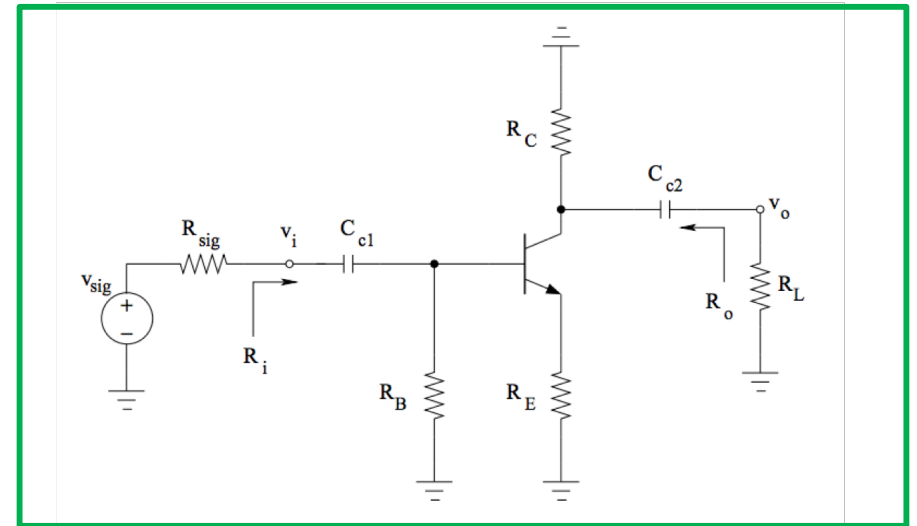 R_C
C_c2
v_o
R_sig
v_i
C_c1
v_sig
+
−
R_i
R_B
R_E
R_o
R_L